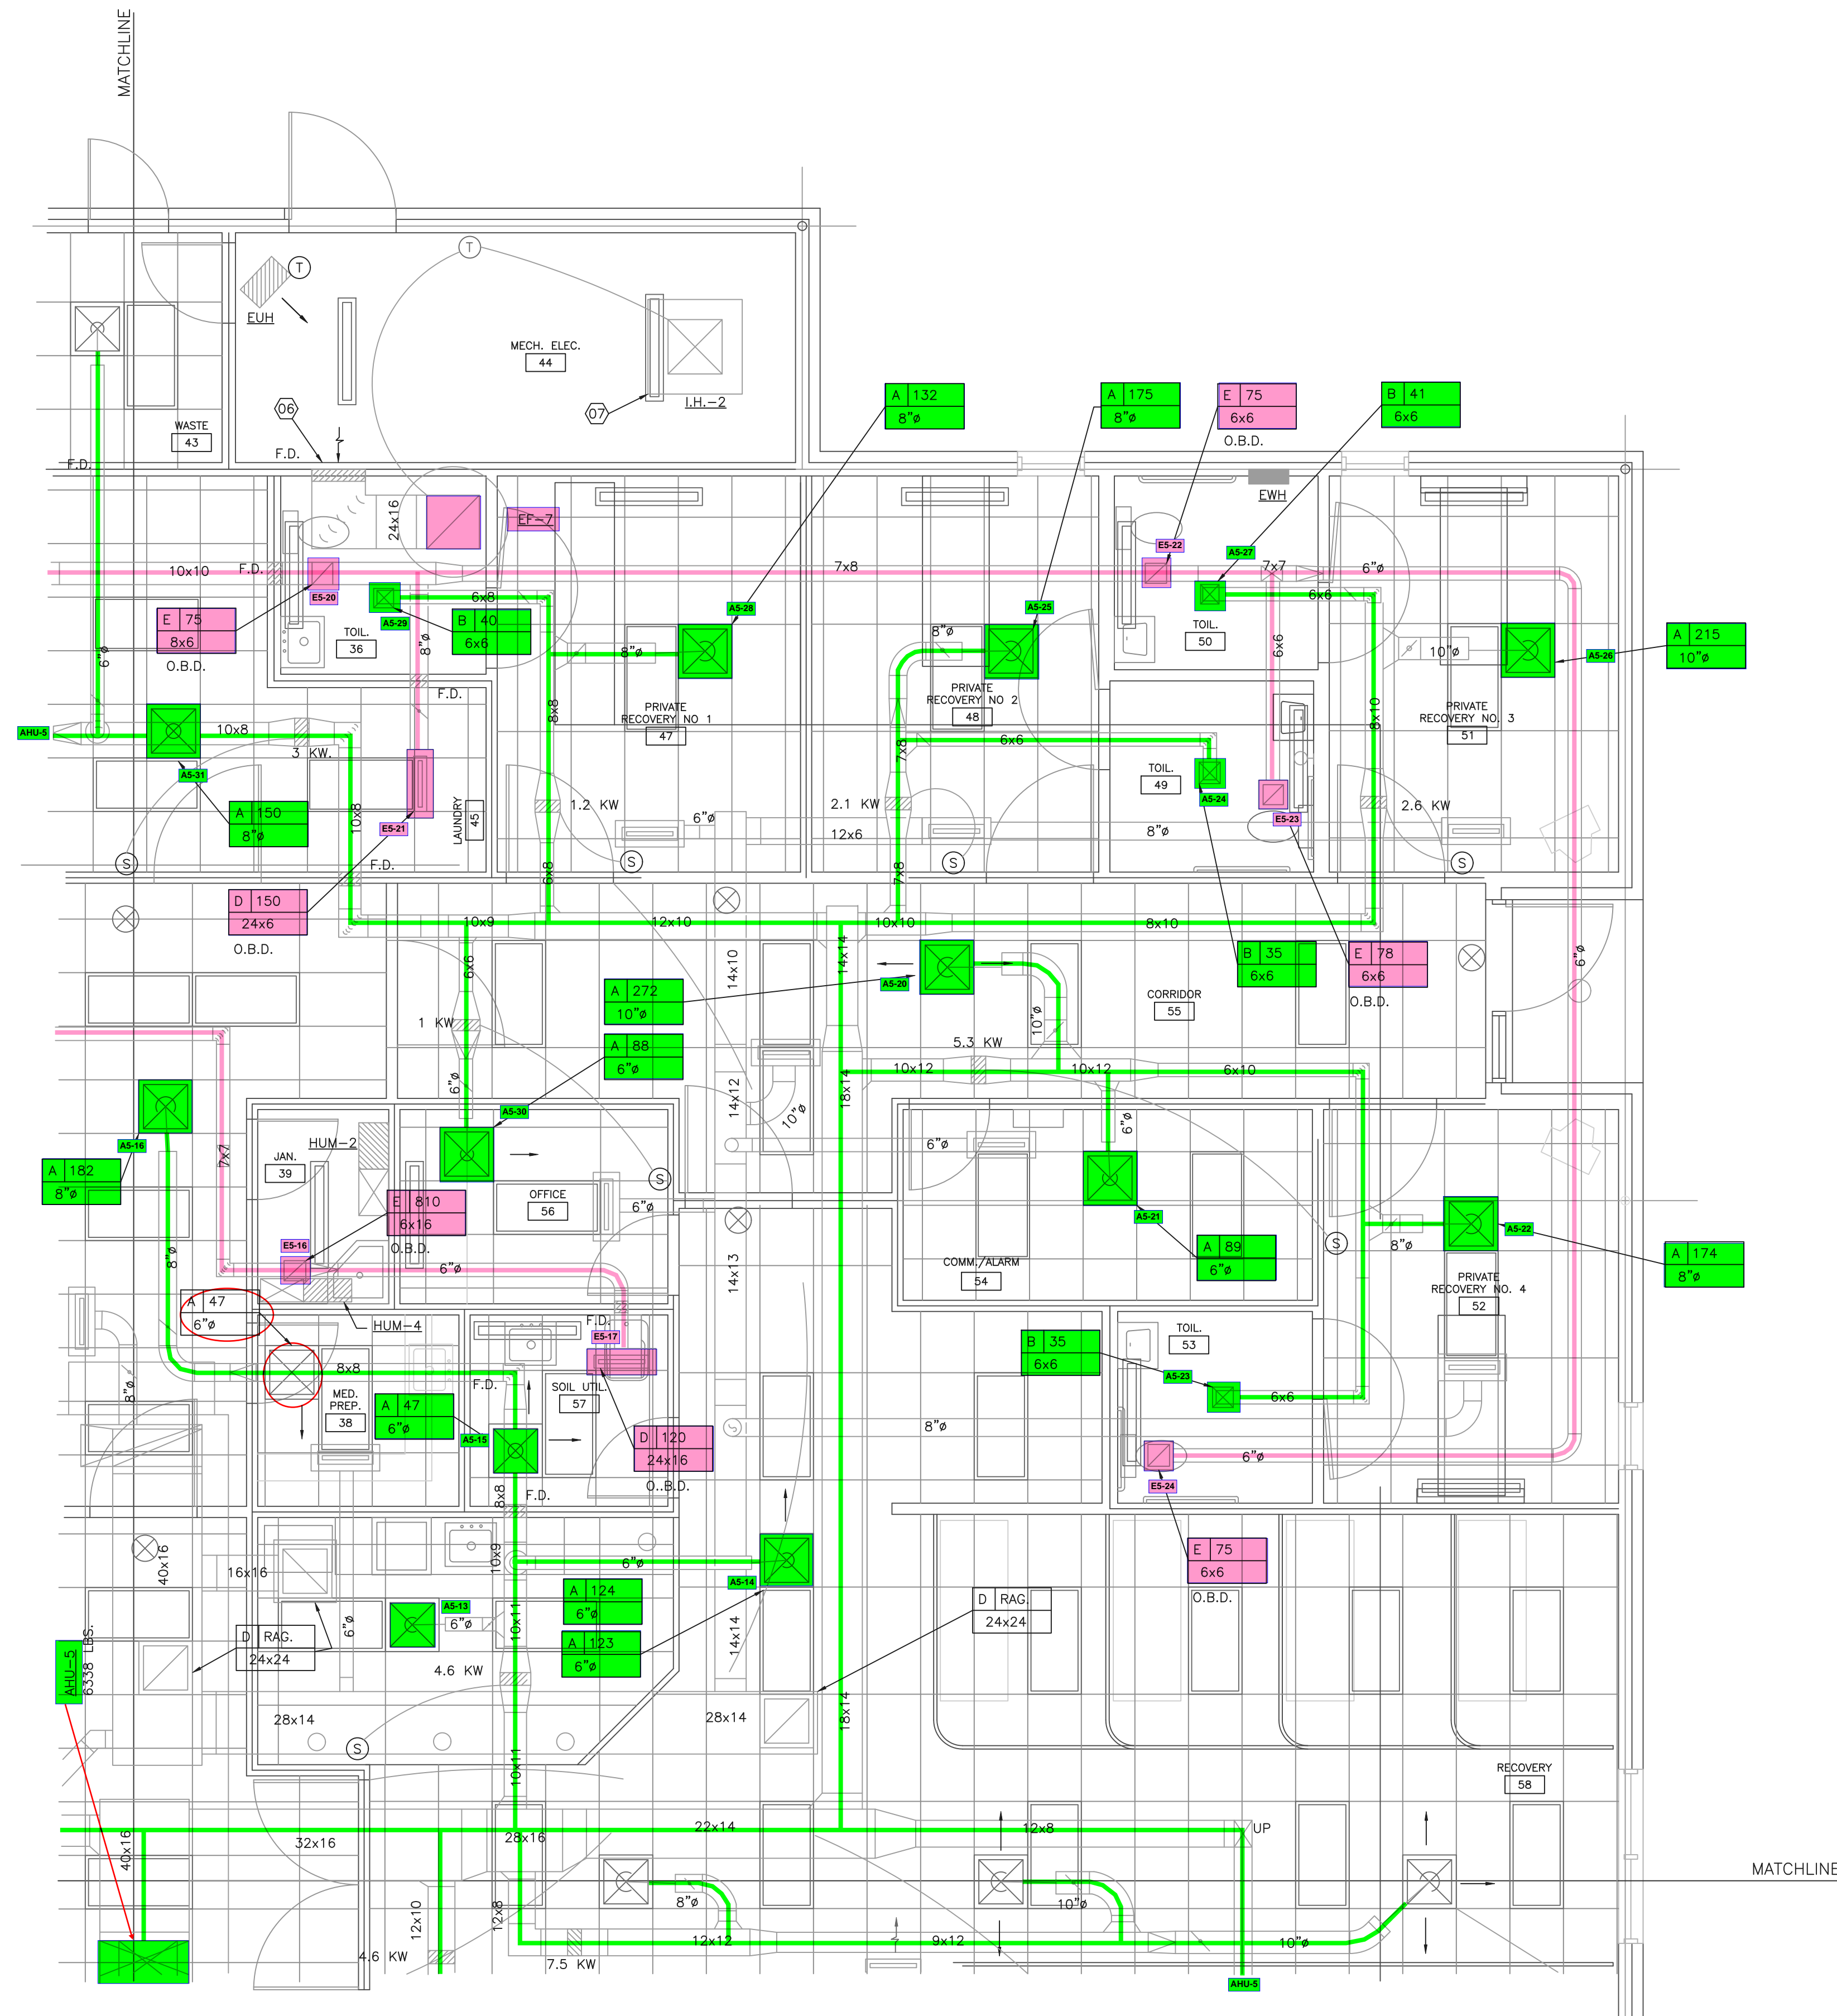 MATCHLINE
EUH
T
T
MECH. ELEC.
44
I.H.-2
06
07
WASTE
43
F.D.
F.D.
A 132
8"ø
A 175
8"ø
E 75
6x6
O.B.D.
B 41
6x6
EWH
24x16
EF-7
10x10
F.D.
7x8
E5-22
A5-27
7x7
6"ø
E5-20
A5-29
6x8
A5-28
A5-25
6x6
E 75
8x6
O.B.D.
B 40
6x6
TOIL.
36
8"ø
8"ø
8"ø
TOIL.
50
6x6
10"ø
A5-26
A 215
10"ø
6"ø
F.D.
8x8
PRIVATE
RECOVERY NO 1
47
PRIVATE
RECOVERY NO 2
48
PRIVATE
RECOVERY NO. 3
51
8x10
AHU-5
10x8
3 KW.
7x8
6x6
A5-31
TOIL.
49
A5-24
A 150
8"ø
10x8
E5-21
LAUNDRY
45
1.2 KW
6"ø
2.1 KW
12x6
8"ø
E5-23
2.6 KW
S
F.D.
S
S
S
6x8
7x8
D 150
24x6
O.B.D.
10x9
12x10
10x10
8x10
6x6
14x10
14x14
A5-20
B 35
6x6
E 78
6x6
O.B.D.
6"ø
A 272
10"ø
CORRIDOR
55
10"ø
1 KW
A 88
6"ø
5.3 KW
10x12
10x12
6x10
6"ø
14x12
18x14
A5-30
10"ø
6"ø
6"ø
A5-16
7x7
HUM-2
JAN.
39
A 182
8"ø
S
E 810
6x16
O.B.D.
OFFICE
56
6"ø
A5-21
A5-22
E5-16
8"ø
6"ø
14x13
COMM./ALARM
54
A 89
6"ø
S
8"ø
A 174
8"ø
PRIVATE
RECOVERY NO. 4
52
A 47
6"ø
HUM-4
F.D.
E5-17
TOIL.
53
B 35
6x6
8x8
F.D.
SOIL UTIL.
57
A5-23
6x6
8"ø
MED.
PREP.
38
A 47
6"ø
A5-15
D 120
24x16
O..B.D.
8"ø
6"ø
E5-24
8x8
F.D.
E 75
6x6
O.B.D.
40x16
16x16
10x9
6"ø
A5-14
A5-13
A 124
6"ø
D RAG.
24x24
6"ø
6"ø
10x11
A 123
6"ø
14x14
D RAG.
24x24
AHU-5
6338 LBS.
4.6 KW
28x14
28x14
18x14
S
10x11
RECOVERY
58
40x16
32x16
28x16
22x14
12x8
UP
MATCHLINE
12x10
12x8
8"ø
10"ø
4.6 KW
7.5 KW
12x12
9x12
10"ø
AHU-5